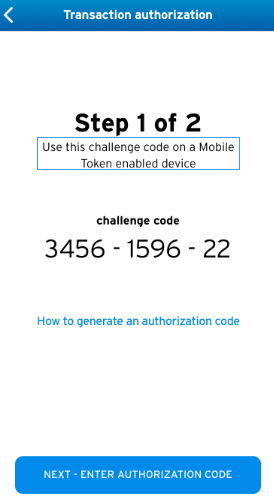 Transaction authorization
Step 1 of 2
Use this challenge code on a Mobile
Token enabled device
challenge code
3456 - 1596 - 22
How to generate an authorization code
NEXT - ENTER AUTHORIZATION CODE